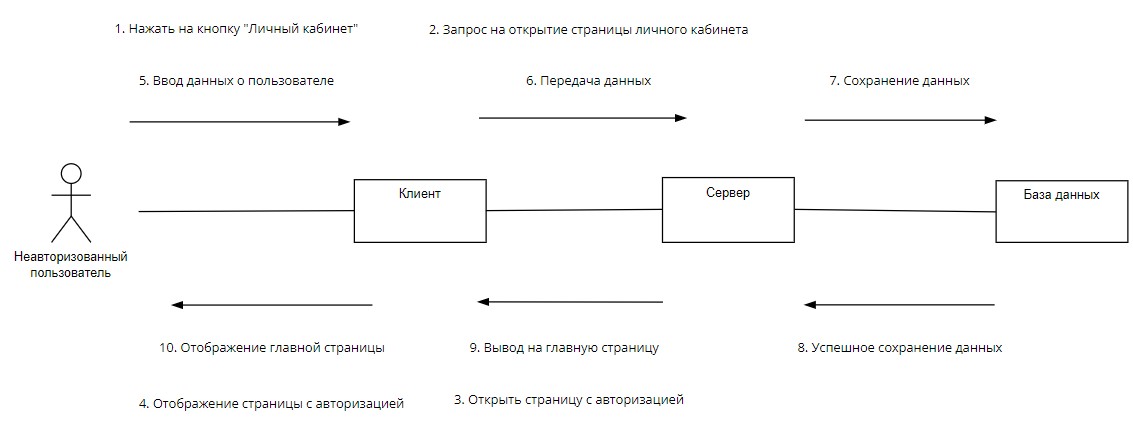 1. Нажать на кнопку "Личный кабинет"
2. Запрос на открытие страницы личного кабинета
5. Ввод данных о пользователе
6. Передача данных
7. Сохранение данных
Клиент
Сервер
База данных
Неавторизованный
пользователь
10. Отображение главной страницы
9. Вывод на главную страницу
8. Успешное сохранение данных
4. Отображение страницы с авторизацией
3. Открыть страницу с авторизацией